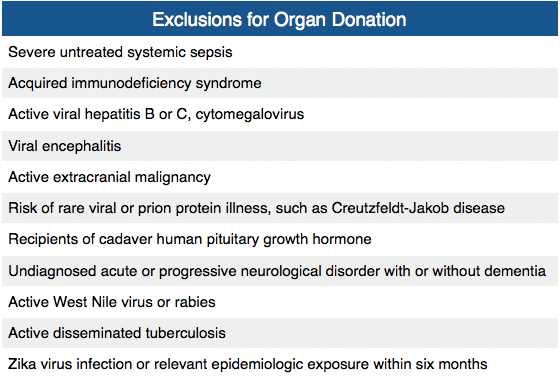 Exclusions for Organ Donation
Severe untreated systemic sepsis
Acquired immunodeficiency syndrome
Active viral hepatitis B or C, cytomegalovirus
Viral encephalitis
Active extracranial malignancy
Risk of rare viral or prion protein illness, such as Creutzfeldt-Jakob disease
Recipients of cadaver human pituitary growth hormone
Undiagnosed acute or progressive neurological disorder with or without dementia
Active West Nile virus or rabies
Active disseminated tuberculosis
Zika virus infection or relevant epidemiologic exposure within six months